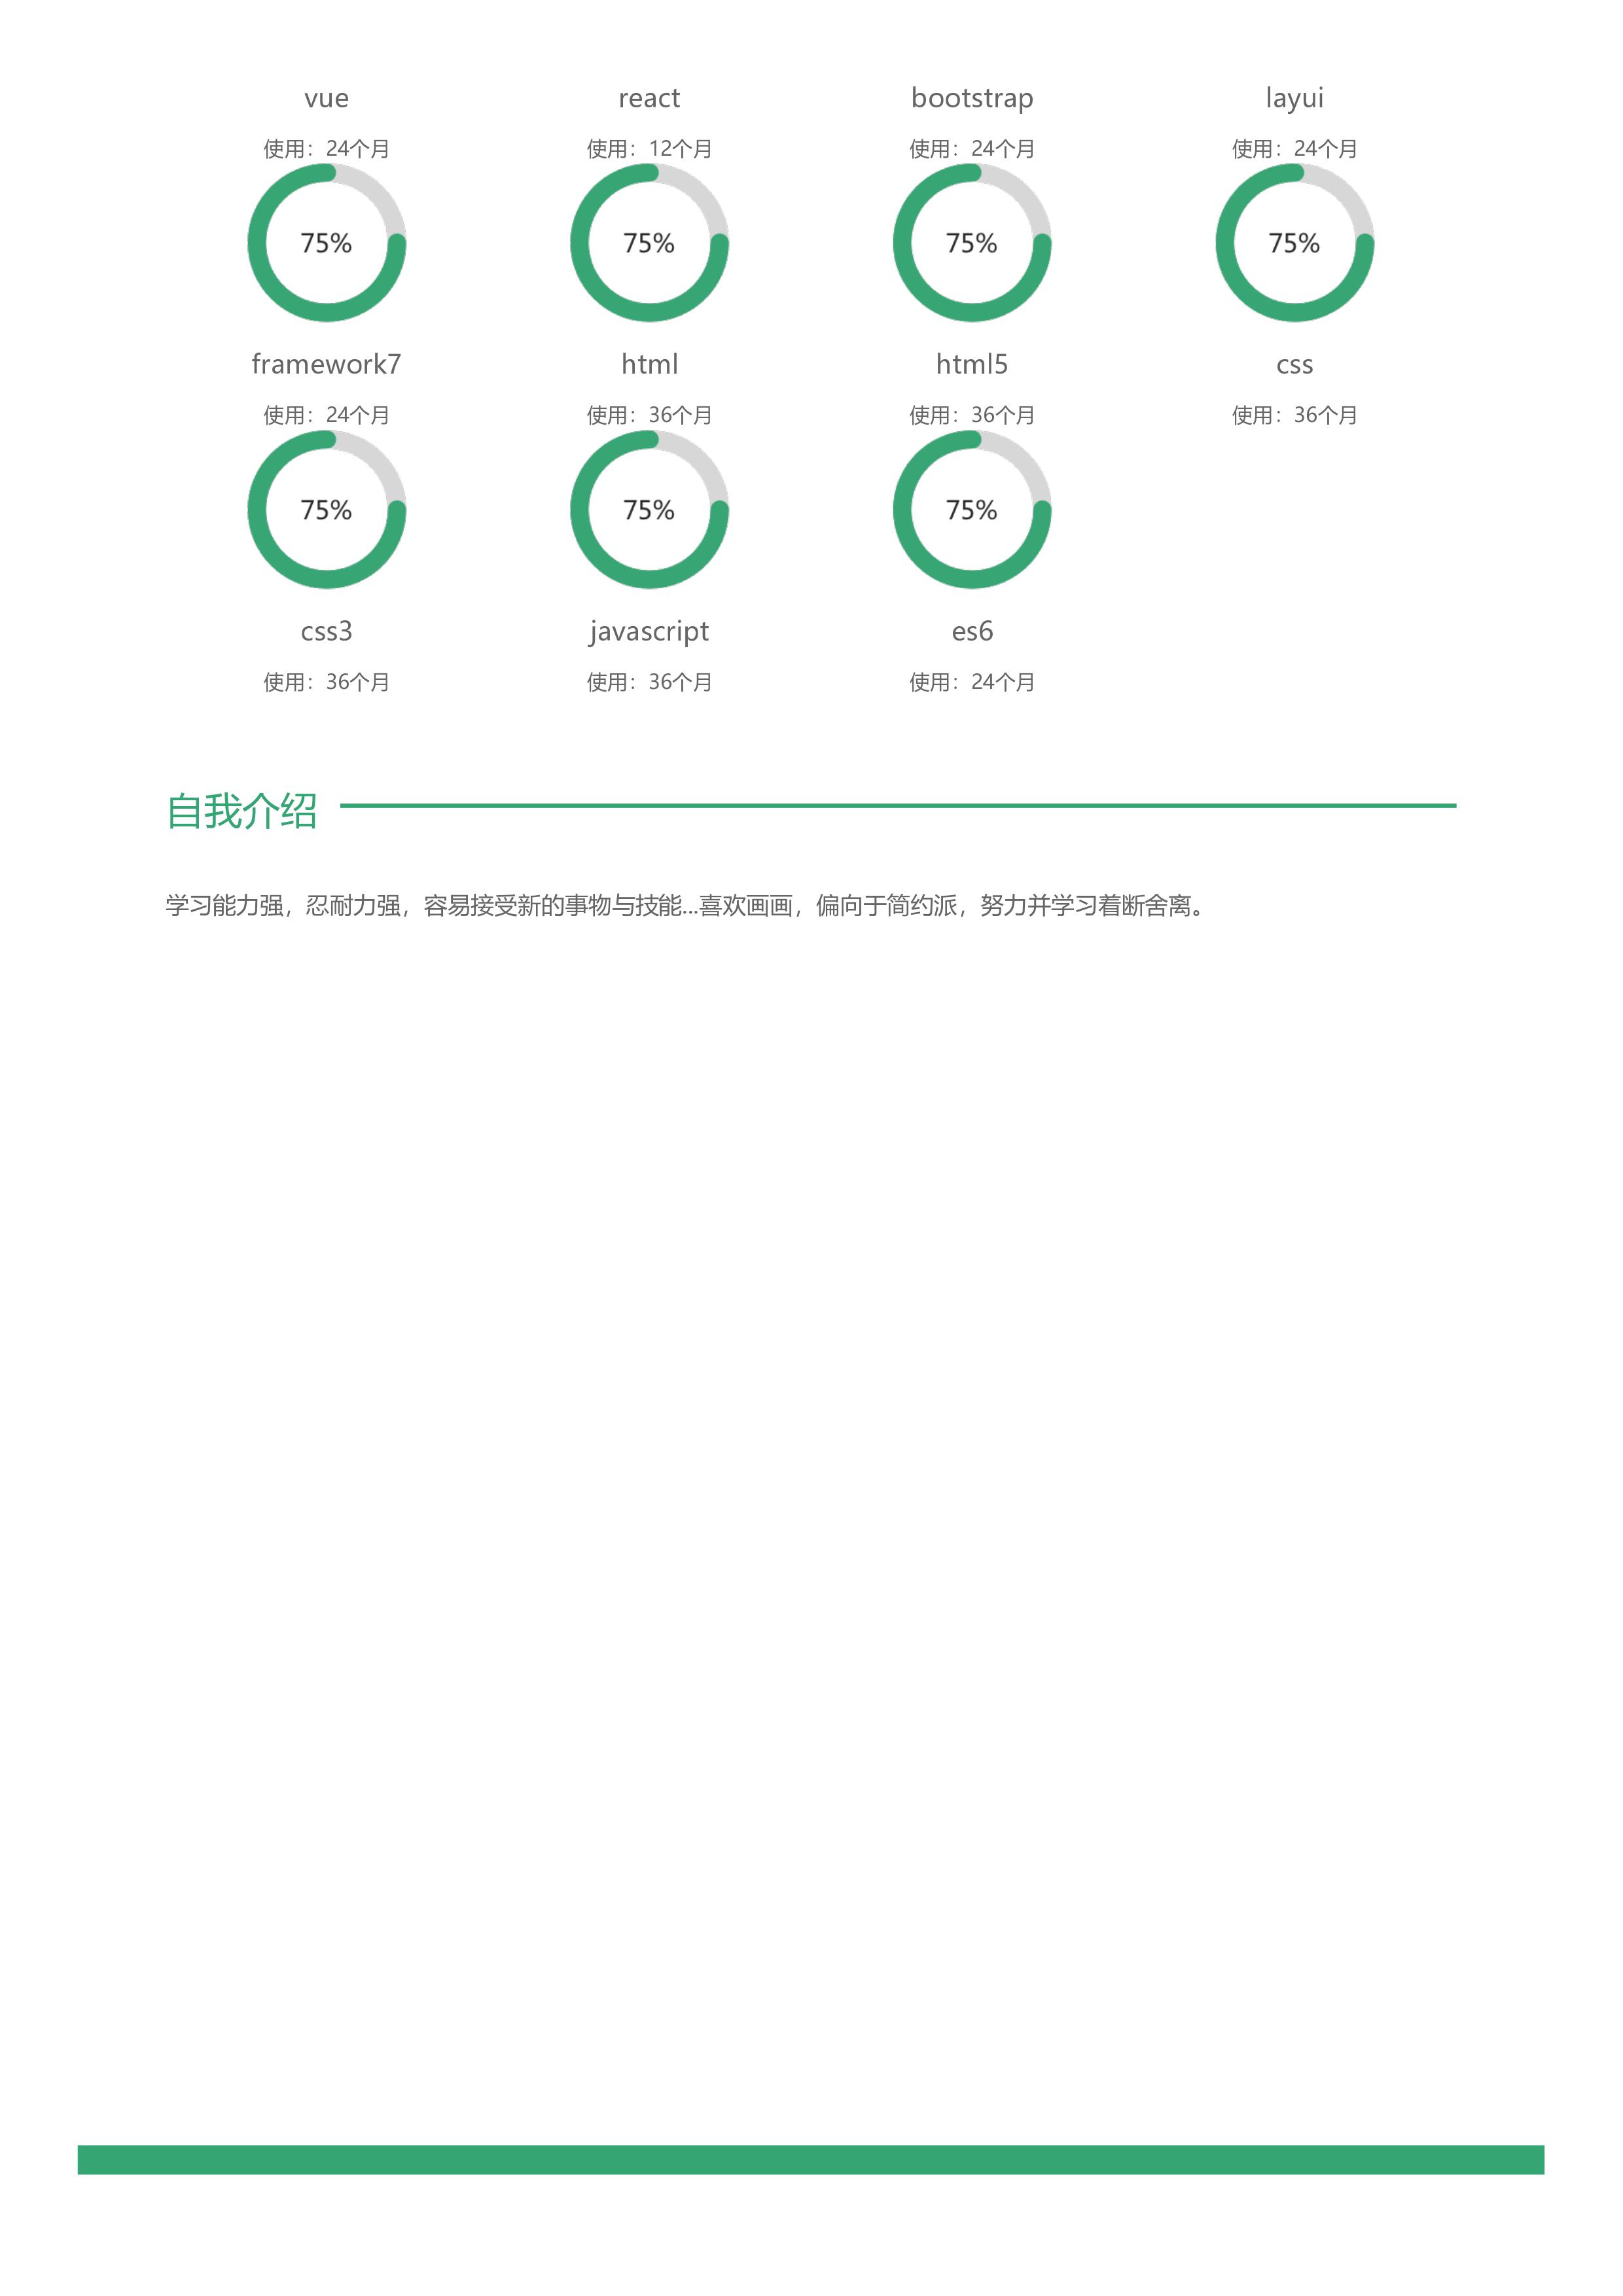 vue react bootstrap layui
使用：24个月 使用：12个月 使用：24个月 使用：24个月
75% 75% 75% 75%
framework7 html html5 css
使用：24个月 使用：36个月 使用：36个月 使用：36个月
75% 75% 75%
css3 javascript es6
使用：36个月 使用：36个月 使用：24个月
自我介绍
学习能力强，忍耐力强，容易接受新的事物与技能...喜欢画画，偏向于简约派，努力并学习着断舍离。